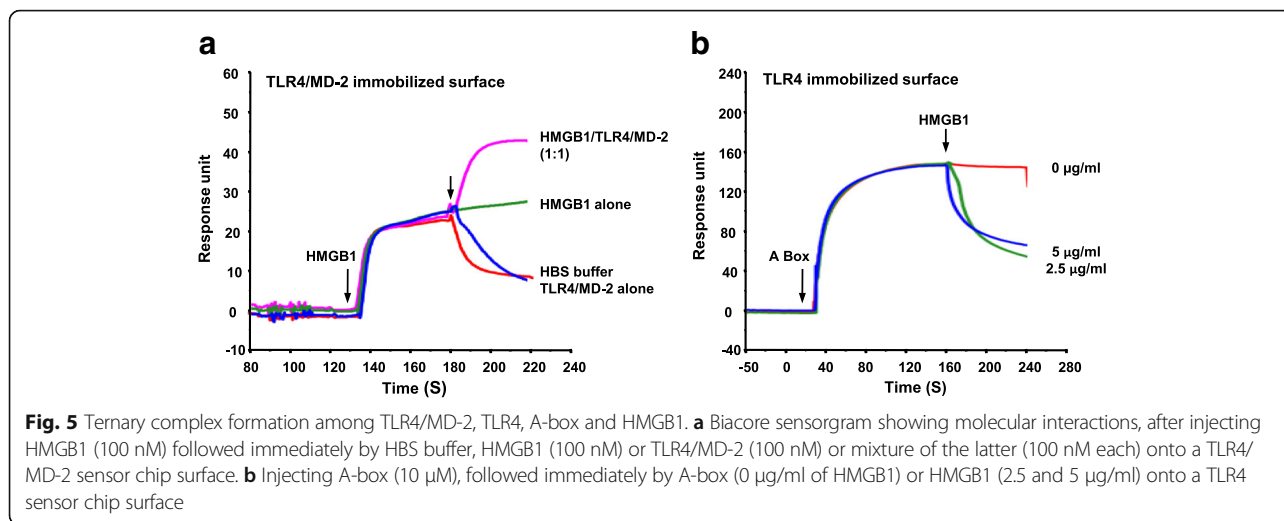 a
TLR4/MD-2 immobilized surface
Response unit
60
50
40
30
20
10
0
-10
HMGB1
HMGB1/TLR4/MD-2
(1:1)
HMGB1 alone
HBS buffer
TLR4/MD-2 alone
80 100 120 140 160 180 200 220 240
Time (S)
b
TLR4 immobilized surface
Response unit
240
200
160
120
80
40
0
-40
HMGB1
A Box
0 µg/ml
5 µg/ml
2.5 µg/ml
-50 0 40 80 120 160 200 240 280
Time (S)
Fig. 5 Ternary complex formation among TLR4/MD-2, TLR4, A-box and HMGB1. a Biacore sensorgram showing molecular interactions, after injecting
HMGB1 (100 nM) followed immediately by HBS buffer, HMGB1 (100 nM) or TLR4/MD-2 (100 nM) or mixture of the latter (100 nM each) onto a TLR4/
MD-2 sensor chip surface. b Injecting A-box (10 µM), followed immediately by A-box (0 µg/ml of HMGB1) or HMGB1 (2.5 and 5 µg/ml) onto a TLR4
sensor chip surface